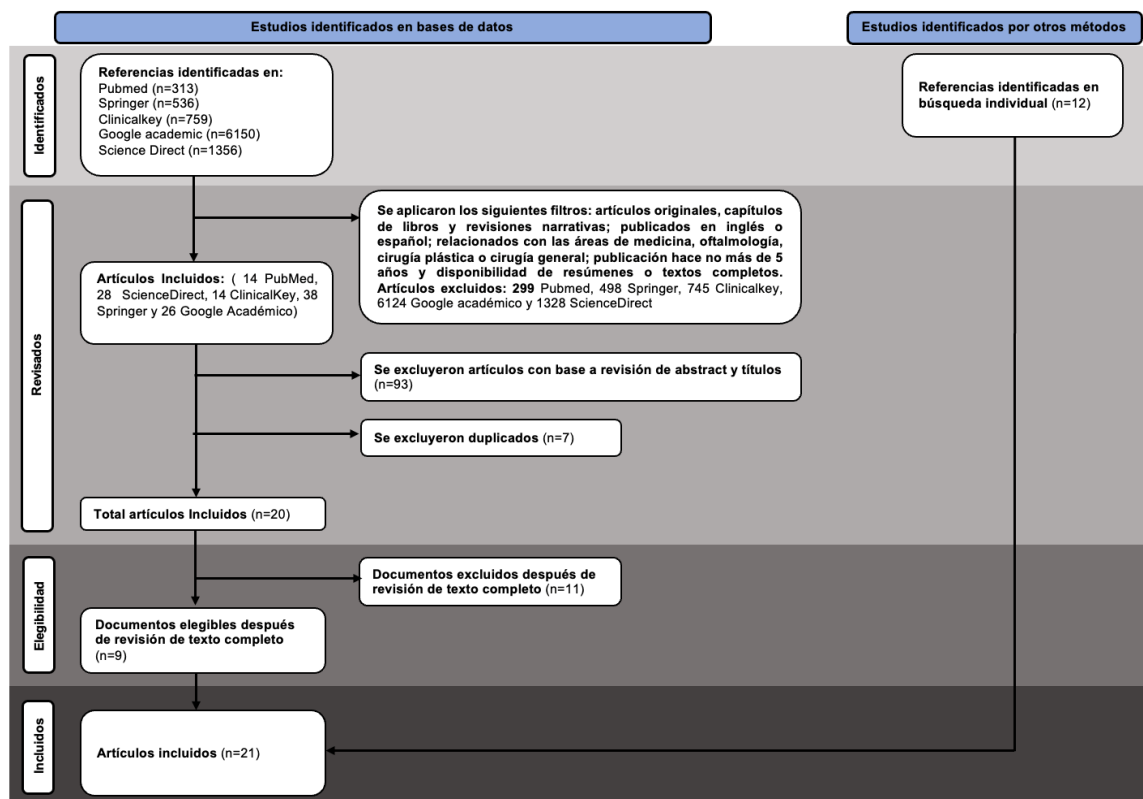 Estudios identificados en bases de datos
Estudios identificados por otros métodos
Identificados
Referencias identificadas en:
Pubmed (n=313)
Springer (n=536)
Clinicalkey (n=759)
Google academic (n=6150)
Science Direct (n=1356)
Referencias identificadas en
búsqueda individual (n=12)
Revisados
Se aplicaron los siguientes filtros: artículos originales, capítulos
de libros y revisiones narrativas; publicados en inglés o
español; relacionados con las áreas de medicina, oftalmología,
cirugía plástica o cirugía general; publicación hace no más de 5
años y disponibilidad de resúmenes o textos completos.
Artículos excluidos: 299 Pubmed, 498 Springer, 745 Clinicalkey,
6124 Google académico y 1328 ScienceDirect
Artículos Incluidos: ( 14 PubMed,
28 ScienceDirect, 14 ClinicalKey, 38
Springer y 26 Google Académico)
Se excluyeron artículos con base a revisión de abstract y títulos
(n=93)
Se excluyeron duplicados (n=7)
Total artículos Incluidos (n=20)
Elegibilidad
Documentos excluidos después de
revisión de texto completo (n=11)
Documentos elegibles después
de revisión de texto completo
(n=9)
Incluidos
Artículos incluidos (n=21)